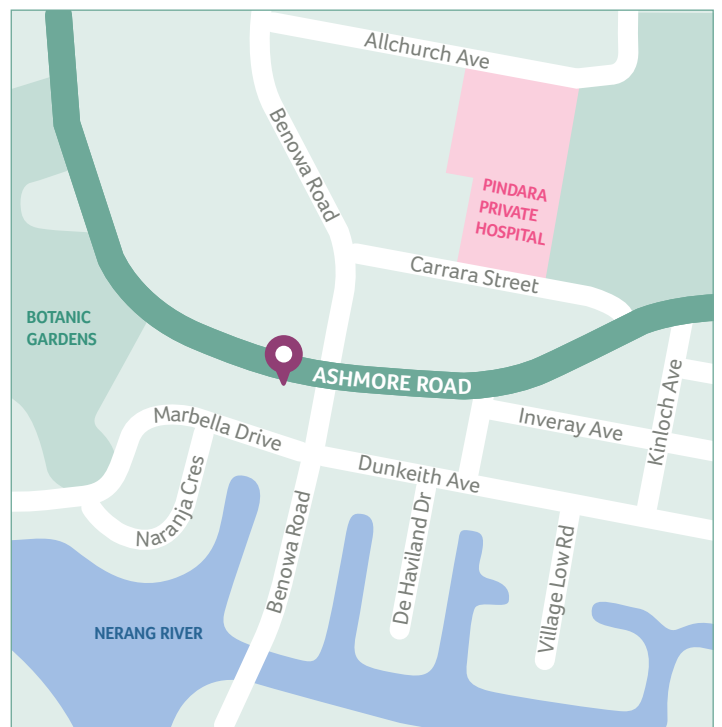 Allchurch Ave
Benowa Road
PINDARA
PRIVATE
HOSPITAL
Carrara Street
BOTANIC
GARDENS
ASHMORE ROAD
Marbella Drive
Inveray Ave
Kinloch Ave
Dunkeith Ave
Naranja Cres
Benowa Road
De Haviland Dr
Village Low Rd
NERANG RIVER